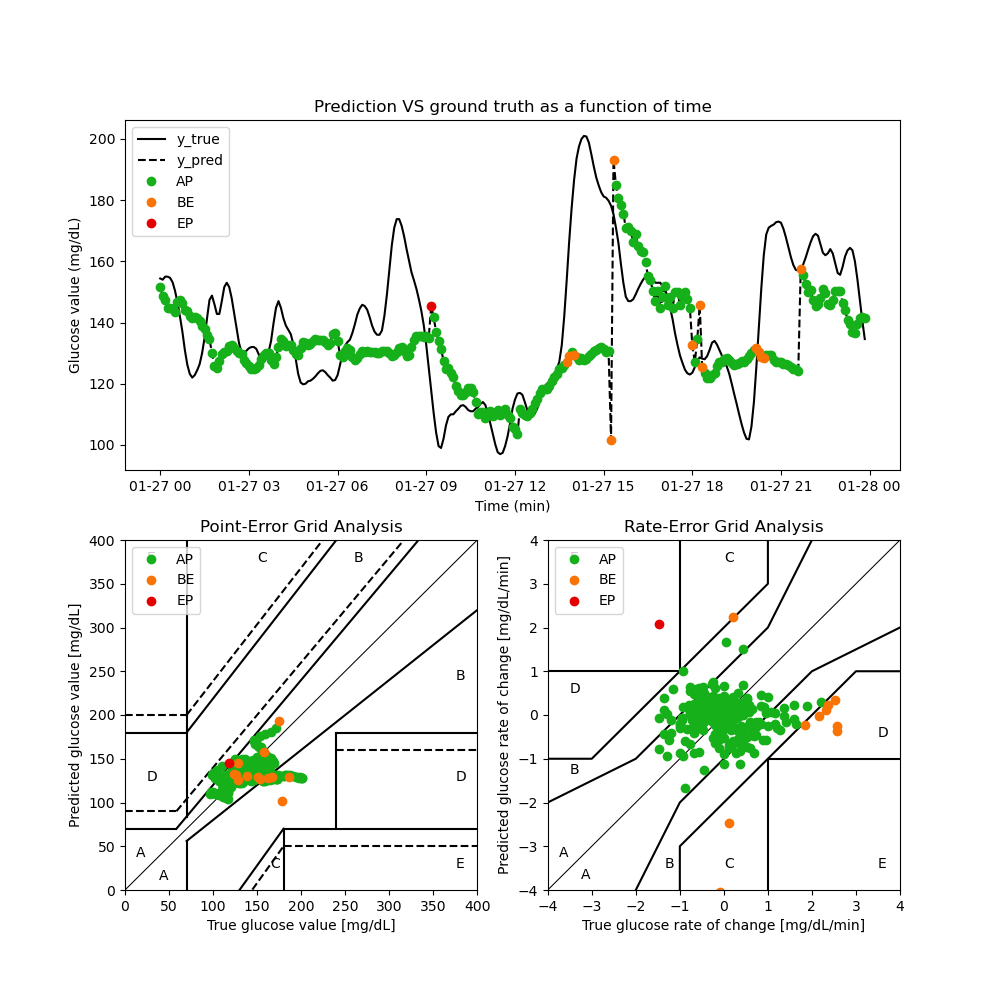 Prediction VS ground truth as a function of time
Glucose value (mg/dL)
200
180
160
140
120
100
y_true
y_pred
AP
BE
EP
01-27 00 01-27 03 01-27 06 01-27 09 01-27 12 01-27 15 01-27 18 01-27 21 01-28 00
Time (min)
Point-Error Grid Analysis
Predicted glucose value [mg/dL]
400
350
300
250
200
150
100
50
0
AP
BE
EP
C
B
B
D
D
A
A
C
E
0 50 100 150 200 250 300 350 400
True glucose value [mg/dL]
Rate-Error Grid Analysis
Predicted glucose rate of change [mg/dL/min]
4
3
2
1
0
−1
−2
−3
−4
AP
BE
EP
C
D
D
B
A
A
B
C
E
−4 −3 −2 −1 0 1 2 3 4
True glucose rate of change [mg/dL/min]